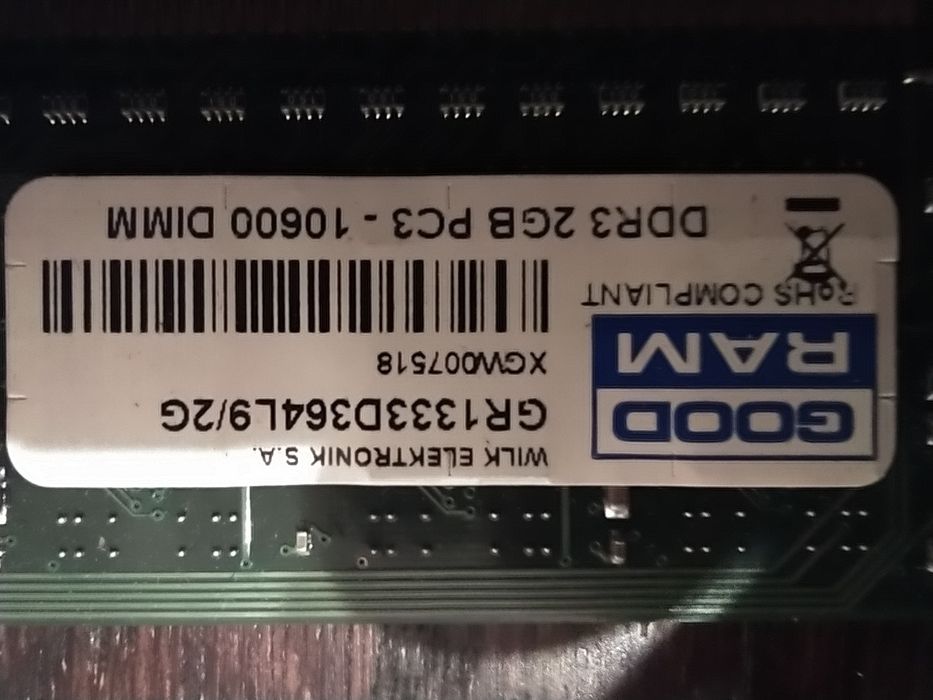 WILK ELEKTRONIK S.A.
GOOD
RAM
GR1333D364L9/2G
XGW007518
RoHS COMPLIANT
DDR3 2GB PC3 - 10600 DIMM